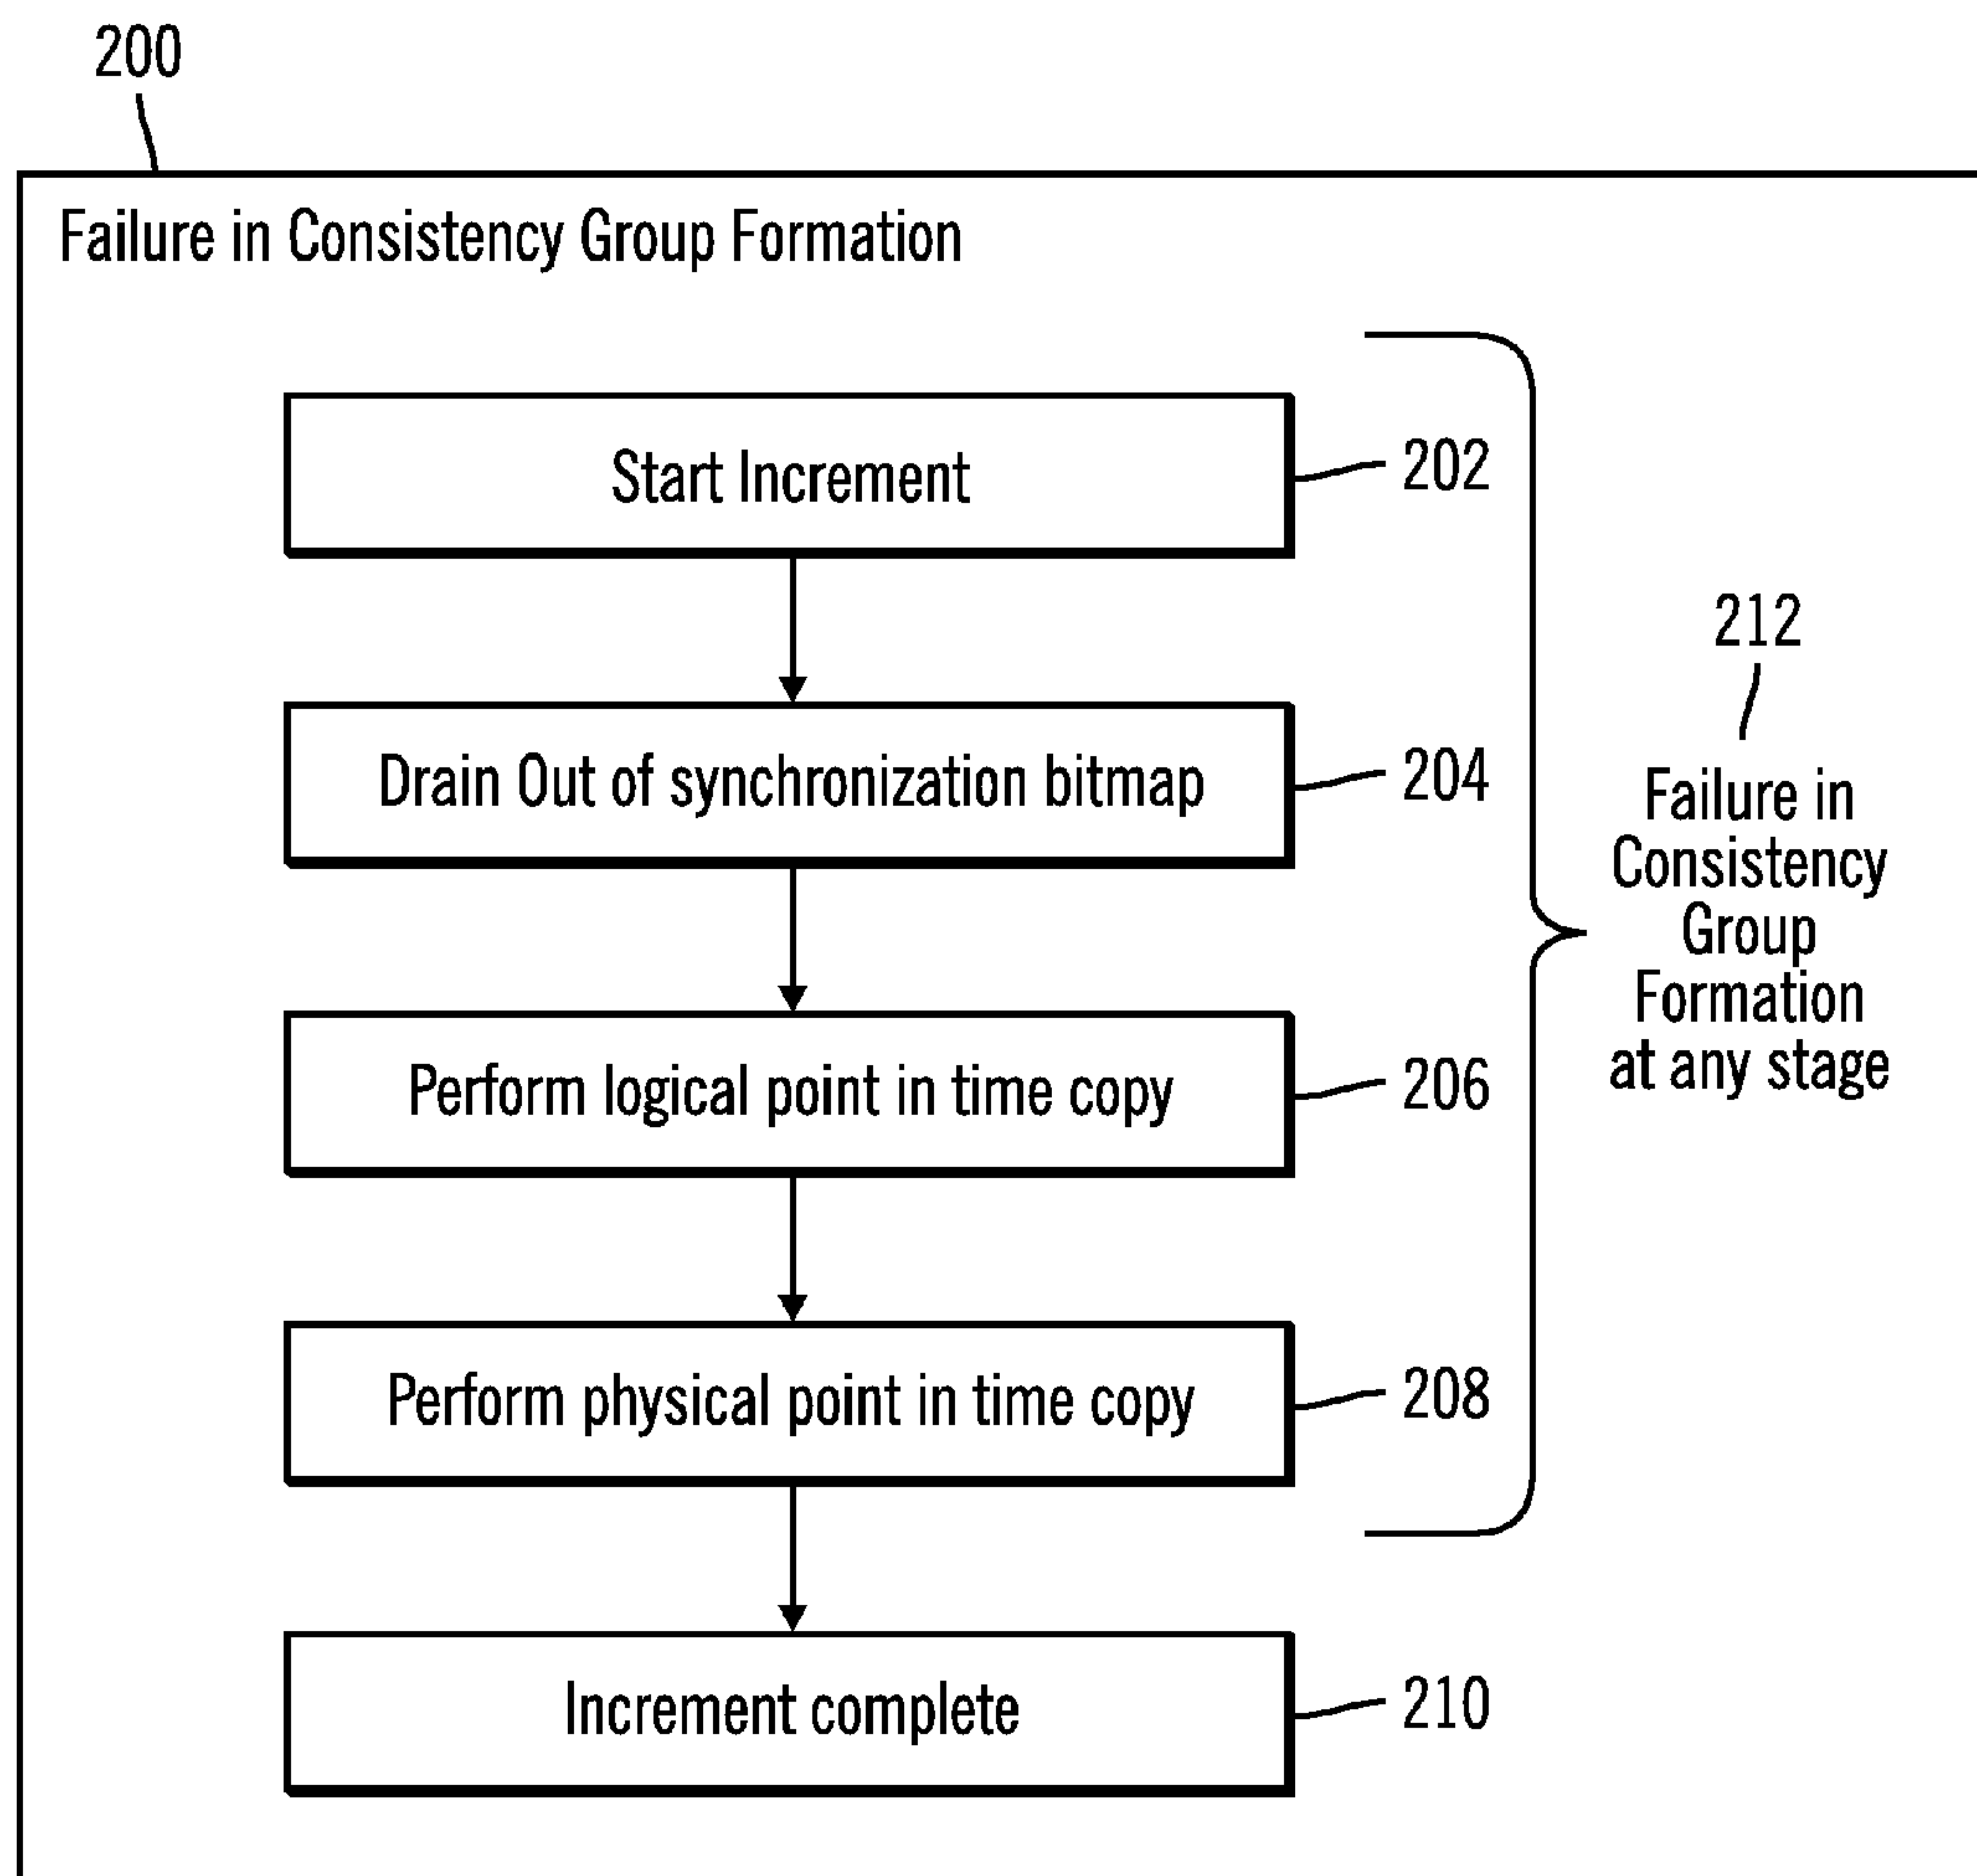 200
Failure in Consistency Group Formation
Start Increment
202
Drain Out of synchronization bitmap
204
Perform logical point in time copy
206
Perform physical point in time copy
208
Increment complete
210
212
Failure in
Consistency
Group
Formation
at any stage